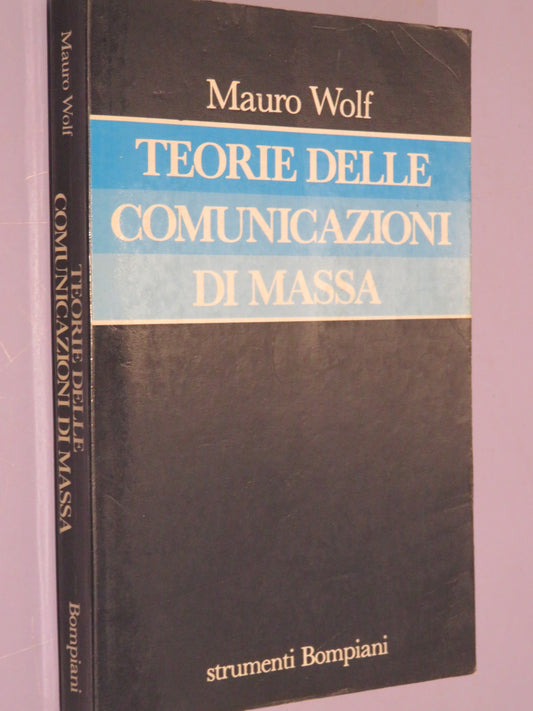 Mauro Wolf
TEORIE DELLE
COMUNICAZIONI
DI MASSA
strumenti Bompiani
Mauro Wolf
TEORIE DELLE
COMUNICAZIONI DI MASSA
Bompiani